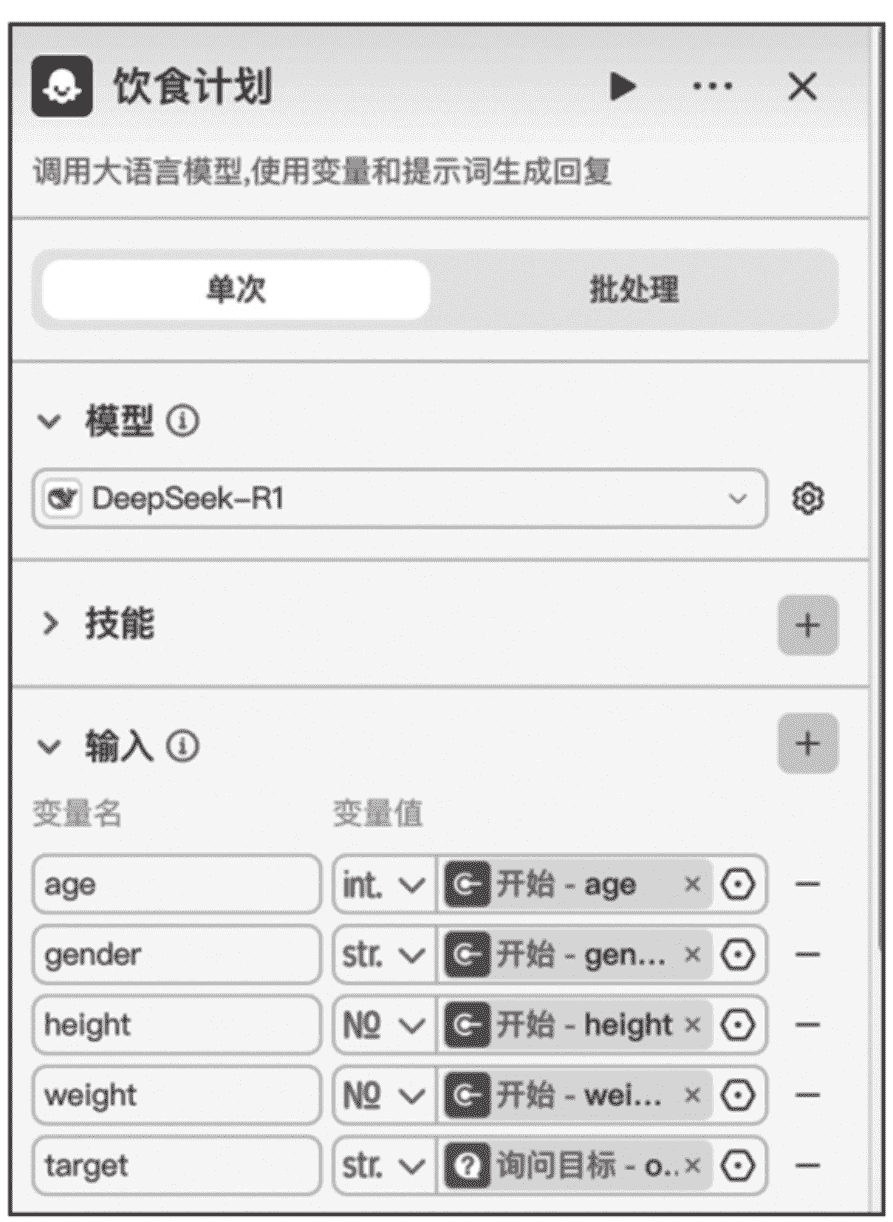 饮食计划
调用大语言模型,使用变量和提示词生成回复
单次 批处理
模型
DeepSeek-R1
技能
输入
变量名 变量值
age int. 开始 - age
gender str. 开始 - gen...
height № 开始 - height
weight № 开始 - wei...
target str. 询问目标 - o..